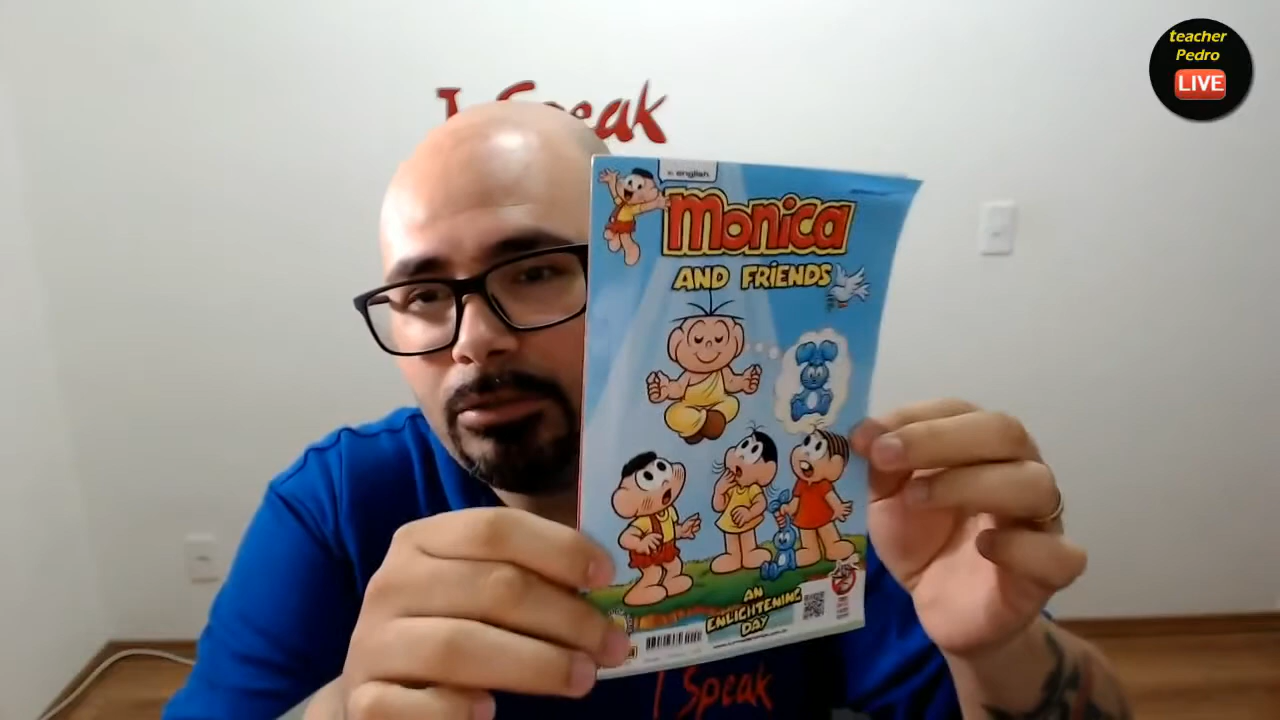 teacher
Pedro
LIVE
I Speak
in english
Monica
AND FRIENDS
AN
ENLIGHTENING
DAY
I Speak